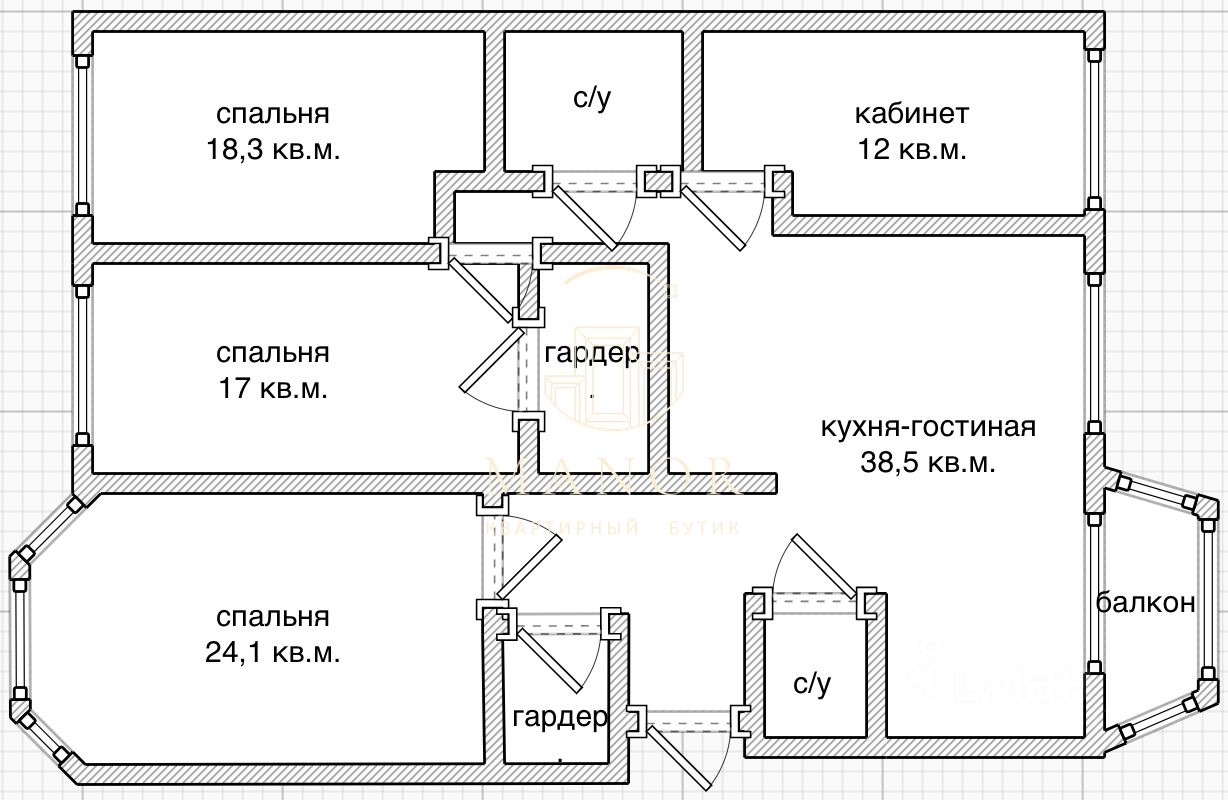 спальня
18,3 кв.м.
с/у
кабинет
12 кв.м.
спальня
17 кв.м.
гардер
.
кухня-гостиная
38,5 кв.м.
MANOR
КВАРТИРНЫЙ БУТИК
спальня
24,1 кв.м.
балкон
с/у
циан
гардер
.